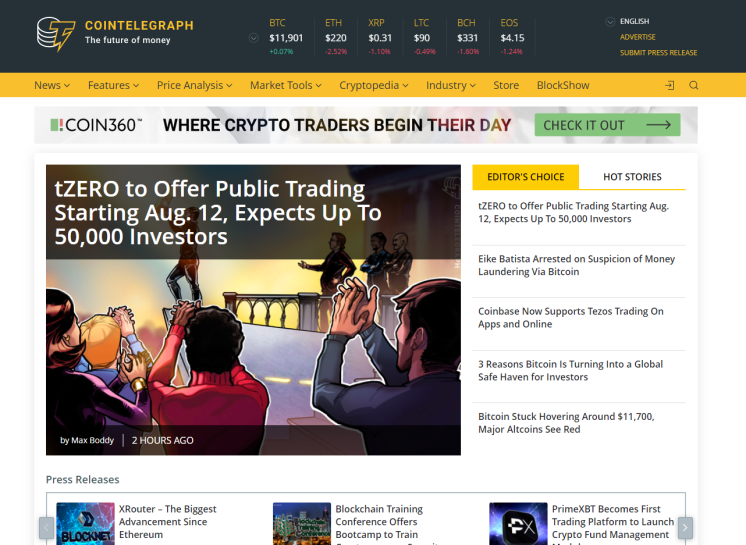 COINTELEGRAPH
The future of money
BTC
$11,901
+0.07%
ETH
$220
-2.52%
XRP
$0.31
-1.10%
LTC
$90
-0.49%
BCH
$331
-1.60%
EOS
$4.15
-1.24%
ENGLISH
ADVERTISE
SUBMIT PRESS RELEASE
News Features Price Analysis Market Tools Cryptopedia Industry Store BlockShow
COIN360™ WHERE CRYPTO TRADERS BEGIN THEIR DAY CHECK IT OUT
tZERO to Offer Public Trading
Starting Aug. 12, Expects Up To
50,000 Investors
by Max Boddy | 2 HOURS AGO
EDITOR'S CHOICE HOT STORIES
tZERO to Offer Public Trading Starting Aug.
12, Expects Up To 50,000 Investors
Eike Batista Arrested on Suspicion of Money
Laundering Via Bitcoin
Coinbase Now Supports Tezos Trading On
Apps and Online
3 Reasons Bitcoin Is Turning Into a Global
Safe Haven for Investors
Bitcoin Stuck Hovering Around $11,700,
Major Altcoins See Red
Press Releases
BLOCKNET
XRouter – The Biggest
Advancement Since
Ethereum
Blockchain Training
Conference Offers
Bootcamp to Train
PrimeXBT Becomes First
Trading Platform to Launch
Crypto Fund Management